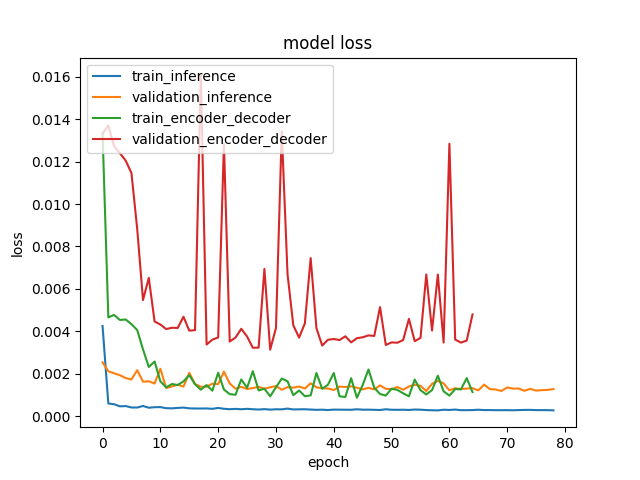 model loss
train_inference
validation_inference
train_encoder_decoder
validation_encoder_decoder
0.016
0.014
0.012
0.010
0.008
0.006
0.004
0.002
0.000
loss
0 10 20 30 40 50 60 70 80
epoch